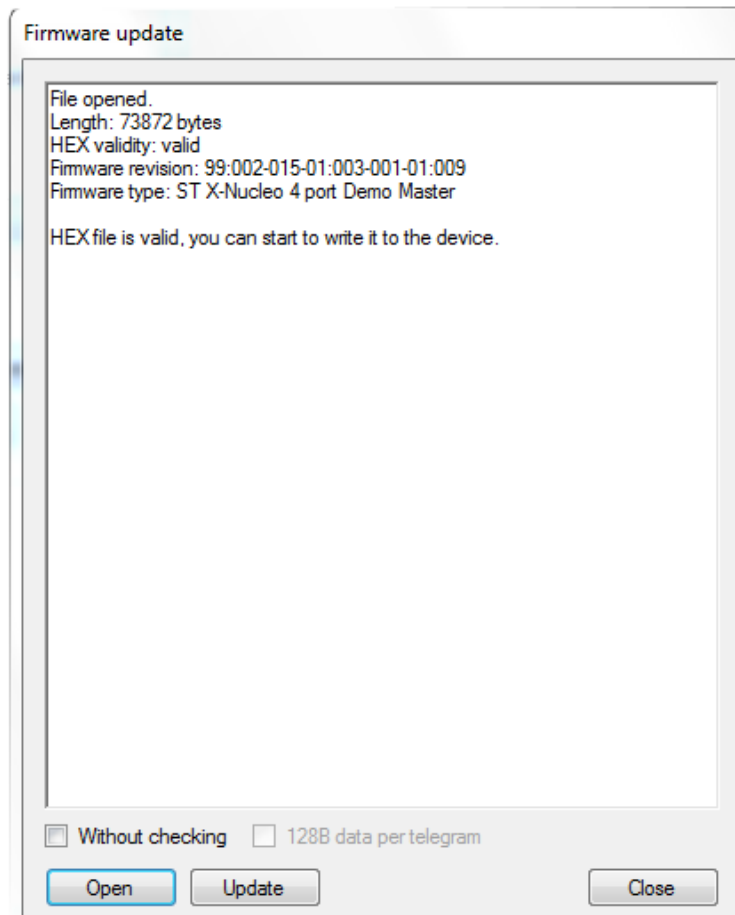 Firmware update
File opened.
Length: 73872 bytes
HEX validity: valid
Firmware revision: 99:002-015-01:003-001-01:009
Firmware type: ST X-Nucleo 4 port Demo Master
HEX file is valid, you can start to write it to the device.
Without checking 128B data per telegram
Open Update Close